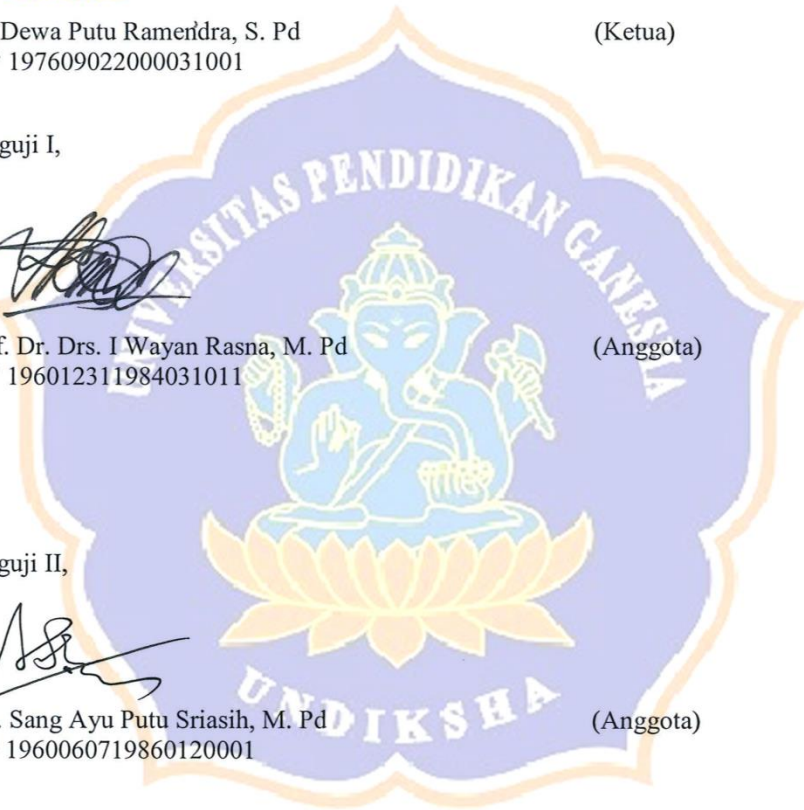 Dewa Putu Ramendra, S. Pd (Ketua)
197609022000031001
guji I,
UNIVERSITAS PENDIDIKAN GANESHA
f. Dr. Drs. I Wayan Rasna, M. Pd (Anggota)
196012311984031011
guji II,
. Sang Ayu Putu Sriasih, M. Pd (Anggota)
1960060719860120001
UNDIKSHA